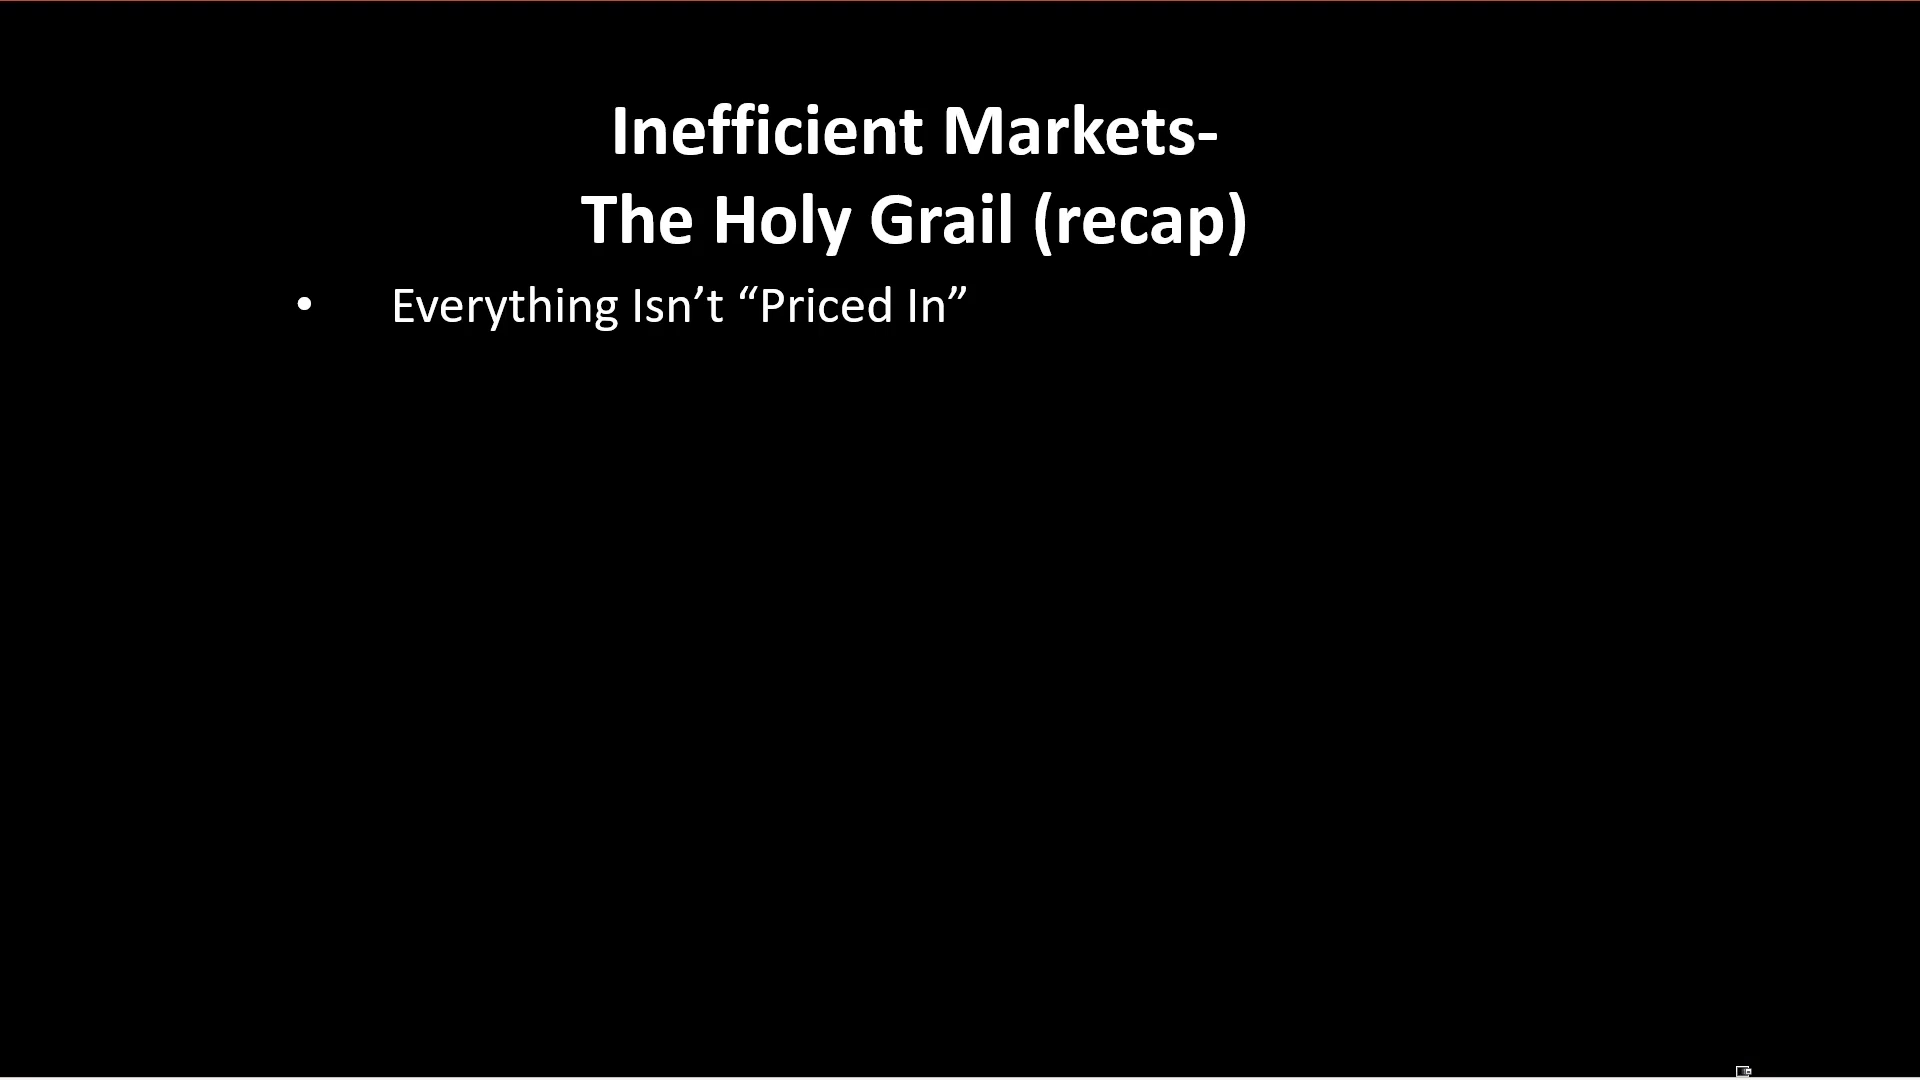 Inefficient Markets-
The Holy Grail (recap)
• Everything Isn’t “Priced In”